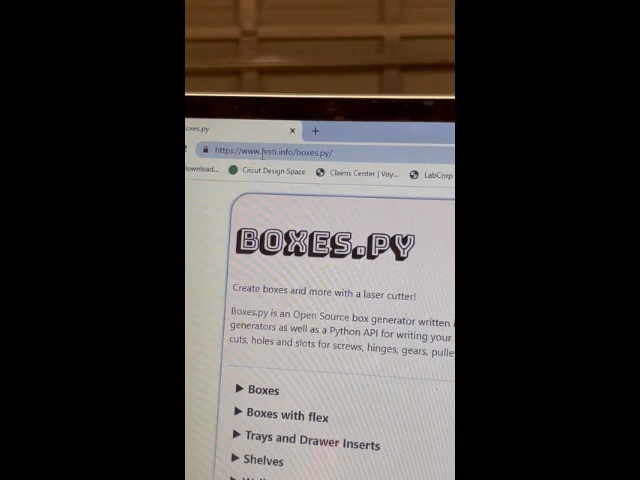 oxes.py
https://www.festi.info/boxes.py/
ownload...
Cricut Design Space
Claims Center | Voy...
LabCorp
BOXES.PY
Create boxes and more with a laser cutter!
Boxes.py is an Open Source box generator written
generators as well as a Python API for writing your
cuts, holes and slots for screws, hinges, gears, pulle
▶ Boxes
▶ Boxes with flex
▶ Trays and Drawer Inserts
▶ Shelves